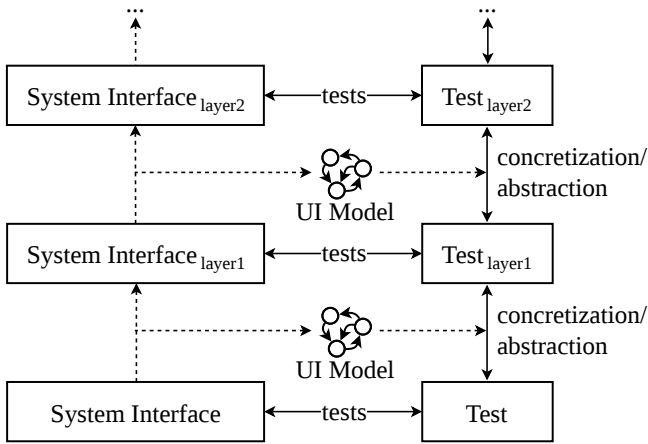 ... ...
System Interface layer2 tests Test layer2
concretization/
abstraction
UI Model
System Interface layer1 tests Test layer1
concretization/
abstraction
UI Model
System Interface tests Test